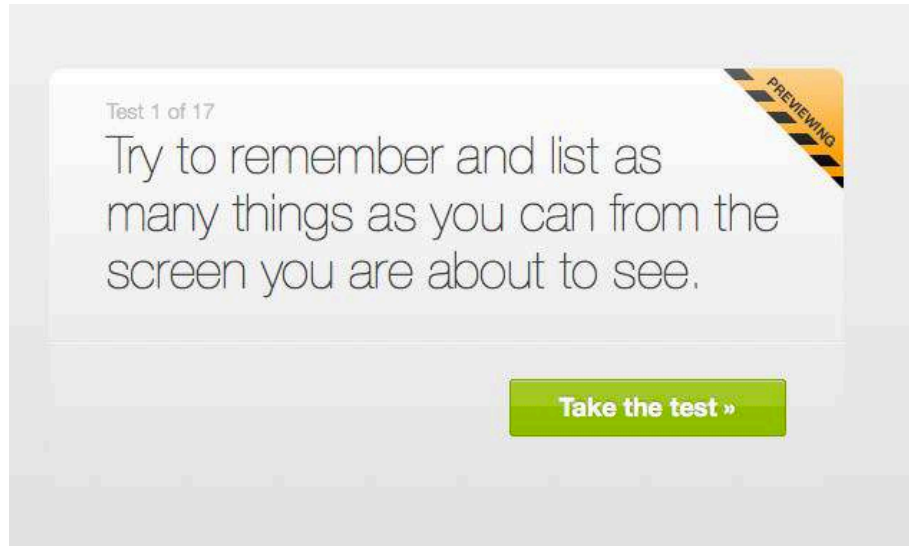 PREVIEWING
Test 1 of 17
Try to remember and list as
many things as you can from the
screen you are about to see.
Take the test »